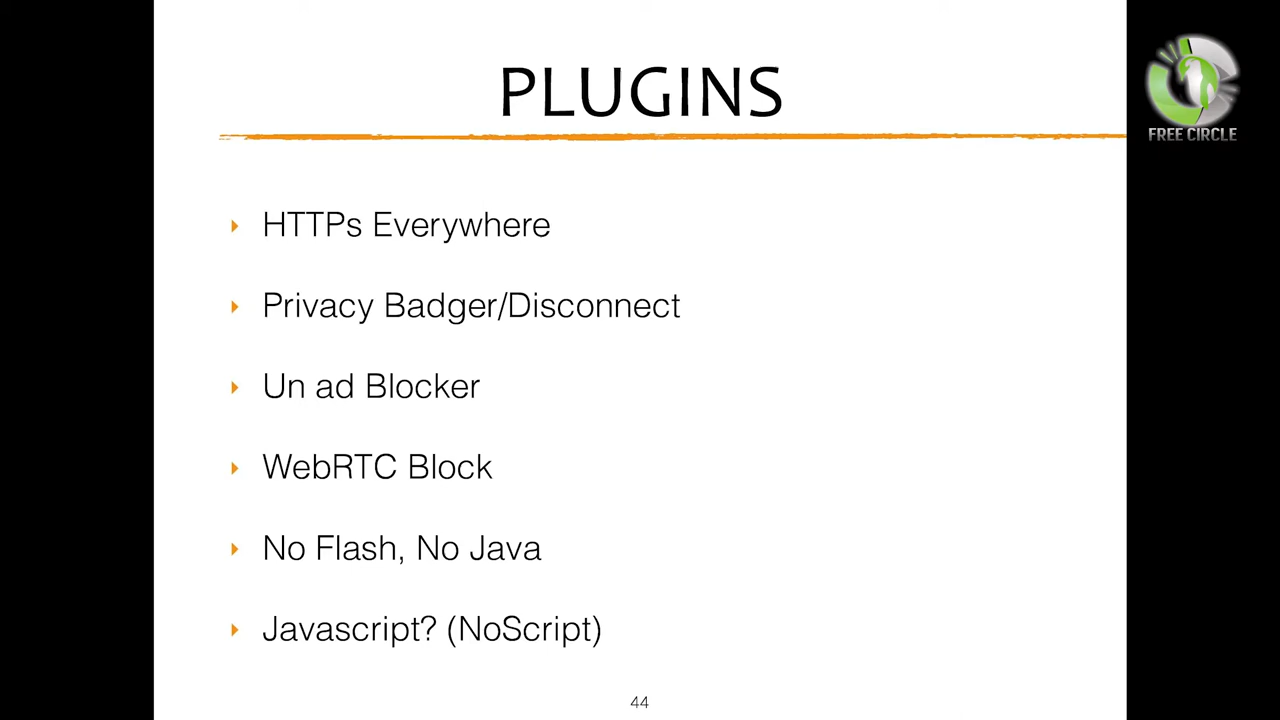 PLUGINS
FREE CIRCLE
HTTPs Everywhere
Privacy Badger/Disconnect
Un ad Blocker
WebRTC Block
No Flash, No Java
Javascript? (NoScript)
44